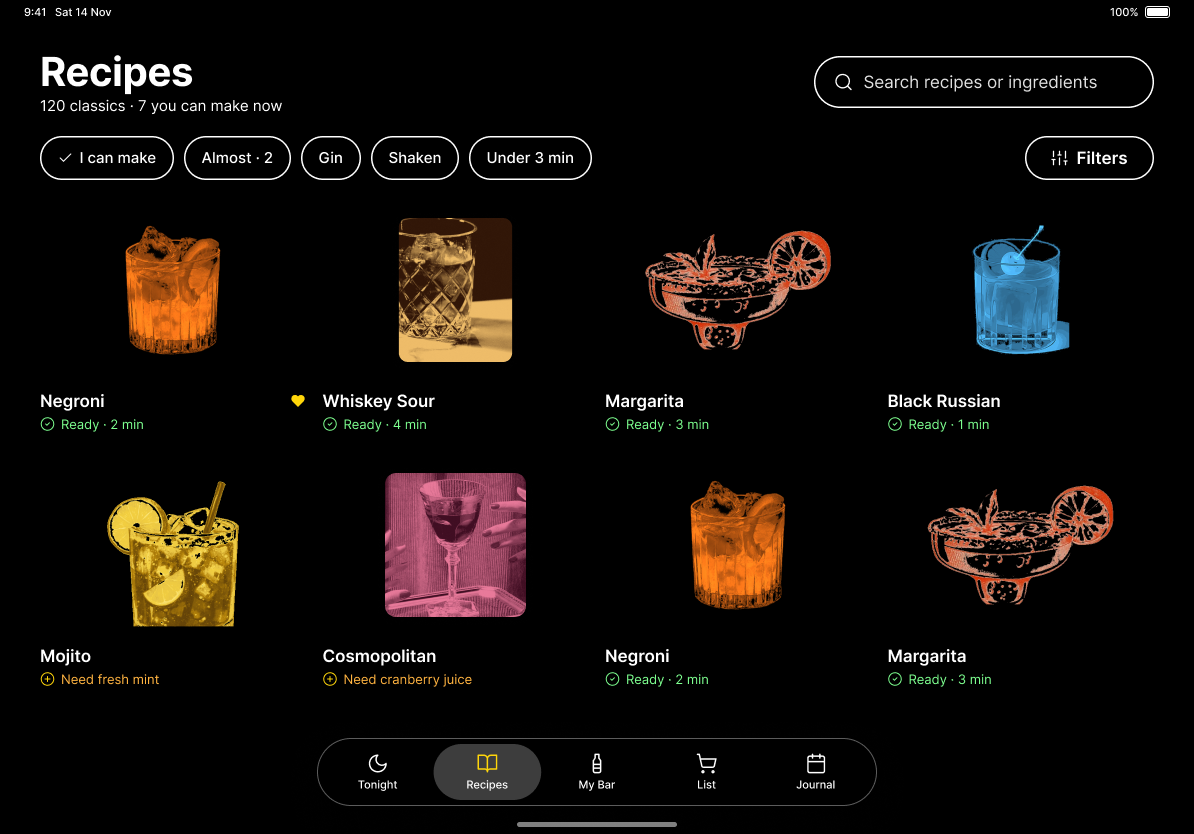 9:41 Sat 14 Nov
100%
Recipes
120 classics · 7 you can make now
Search recipes or ingredients
I can make
Almost · 2
Gin
Shaken
Under 3 min
Filters
Negroni
Ready · 2 min
Whiskey Sour
Ready · 4 min
Margarita
Ready · 3 min
Black Russian
Ready · 1 min
Mojito
Need fresh mint
Cosmopolitan
Need cranberry juice
Negroni
Ready · 2 min
Margarita
Ready · 3 min
Tonight
Recipes
My Bar
List
Journal